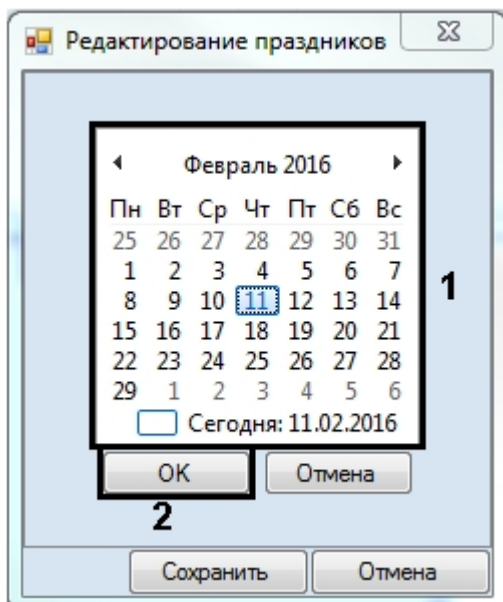 Редактирование праздников
Февраль 2016
Пн Вт Ср Чт Пт Сб Вс
25 26 27 28 29 30 31
1 2 3 4 5 6 7
8 9 10 11 12 13 14
15 16 17 18 19 20 21
22 23 24 25 26 27 28
29 1 2 3 4 5 6
Сегодня: 11.02.2016
1
ОК Отмена
2
Сохранить Отмена